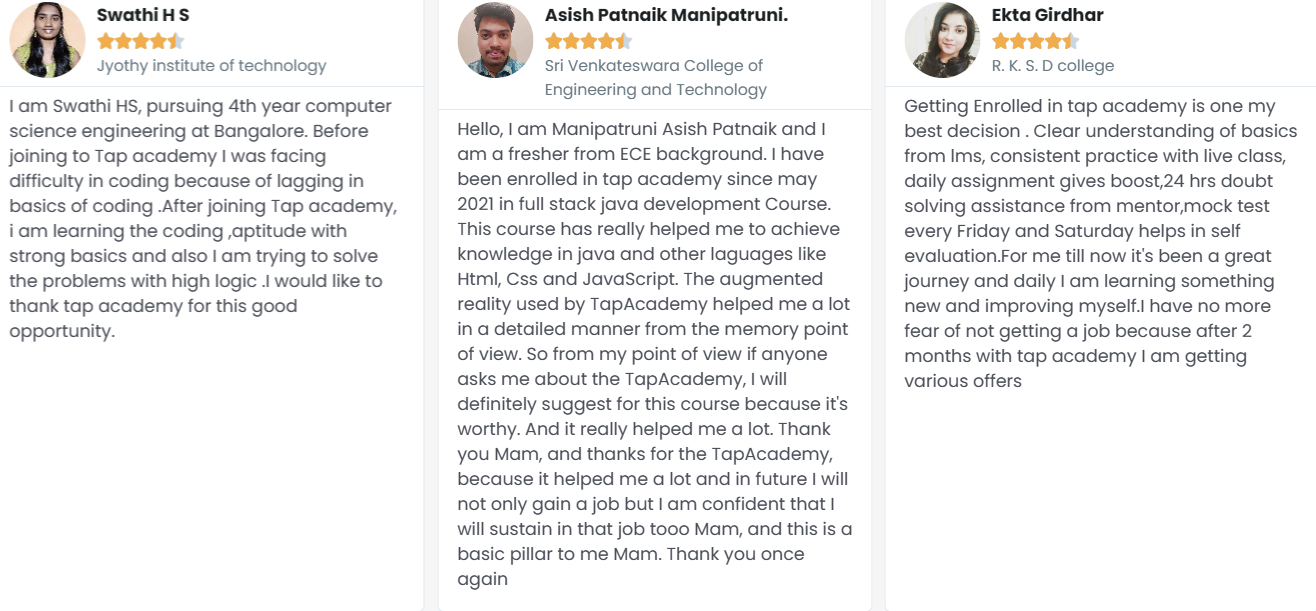 Swathi H S
Jyothy institute of technology
I am Swathi HS, pursuing 4th year computer
science engineering at Bangalore. Before
joining to Tap academy I was facing
difficulty in coding because of lagging in
basics of coding .After joining Tap academy,
i am learning the coding ,aptitude with
strong basics and also I am trying to solve
the problems with high logic .I would like to
thank tap academy for this good
opportunity.
Asish Patnaik Manipatruni.
Sri Venkateswara College of
Engineering and Technology
Hello, I am Manipatruni Asish Patnaik and I
am a fresher from ECE background. I have
been enrolled in tap academy since may
2021 in full stack java development Course.
This course has really helped me to achieve
knowledge in java and other laguages like
Html, Css and JavaScript. The augmented
reality used by TapAcademy helped me a lot
in a detailed manner from the memory point
of view. So from my point of view if anyone
asks me about the TapAcademy, I will
definitely suggest for this course because it's
worthy. And it really helped me a lot. Thank
you Mam, and thanks for the TapAcademy,
because it helped me a lot and in future I will
not only gain a job but I am confident that I
will sustain in that job tooo Mam, and this is a
basic pillar to me Mam. Thank you once
again
Ekta Girdhar
R. K. S. D college
Getting Enrolled in tap academy is one my
best decision . Clear understanding of basics
from lms, consistent practice with live class,
daily assignment gives boost,24 hrs doubt
solving assistance from mentor,mock test
every Friday and Saturday helps in self
evaluation.For me till now it's been a great
journey and daily I am learning something
new and improving myself.I have no more
fear of not getting a job because after 2
months with tap academy I am getting
various offers